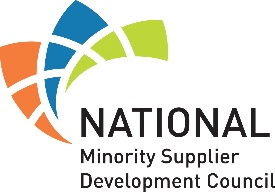 NATIONAL
Minority Supplier
Development Council